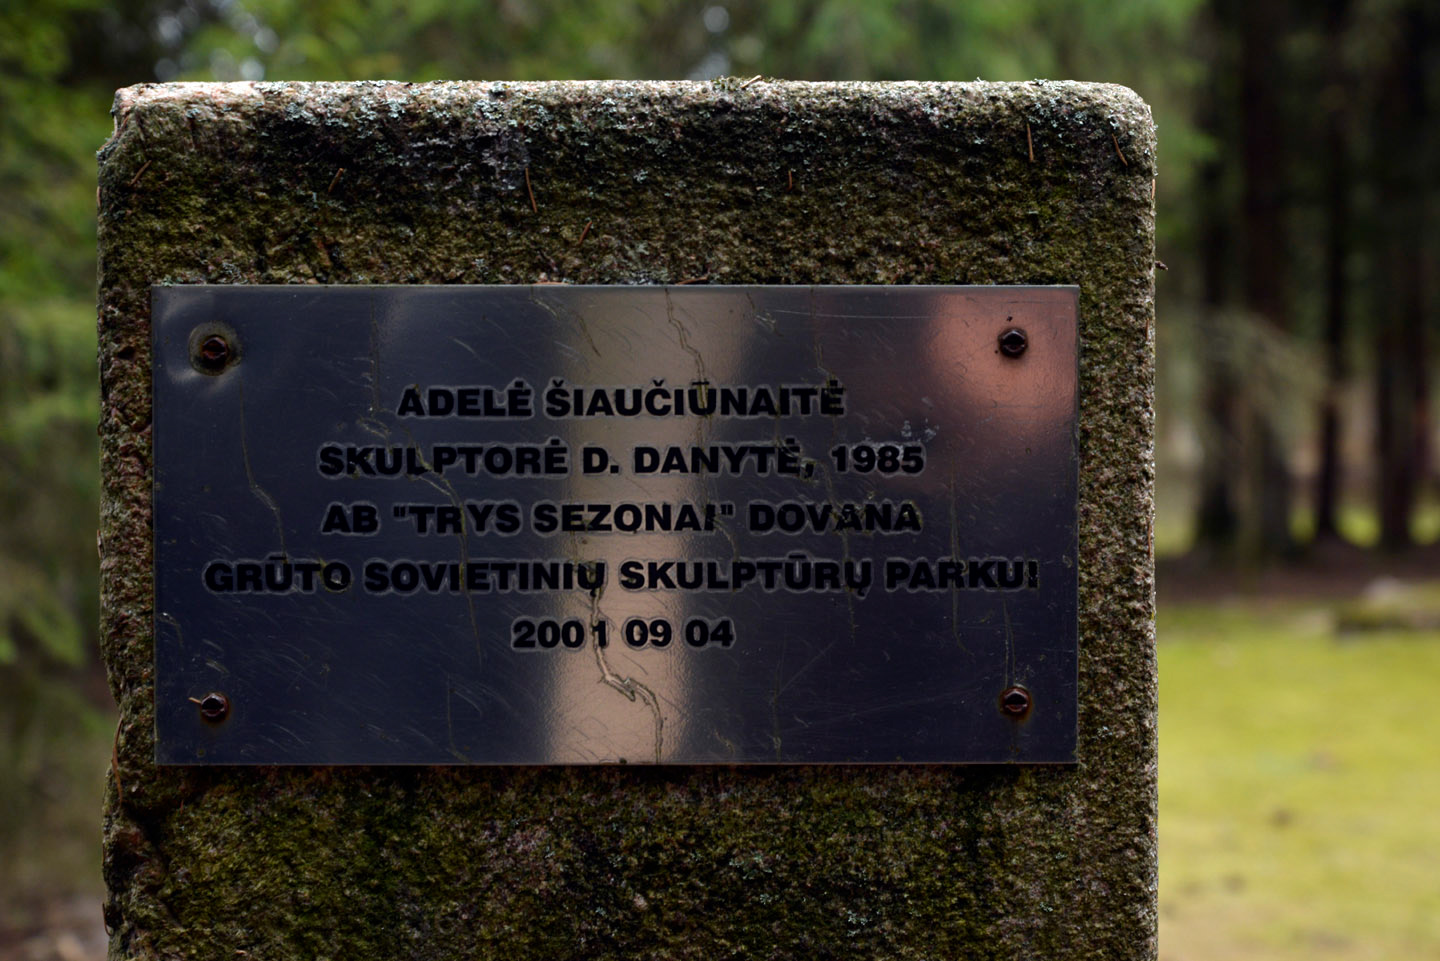 ADELĖ ŠIAUČIŪNAITĖ
SKULPTORĖ D. DANYTĖ, 1985
AB "TRYS SEZONAI" DOVANA
GRŪTO SOVIETINIŲ SKULPTŪRŲ PARKUI
2001 09 04